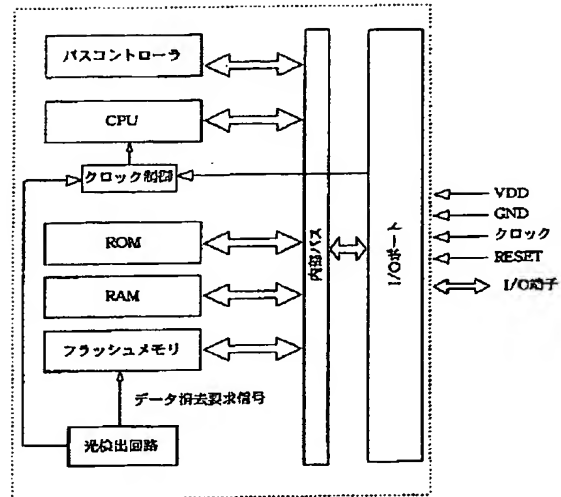 バスコントローラ
CPU
クロック制御
ROM
RAM
フラッシュメモリ
データ消去要求信号
光検出回路
内部バス
I/Oポート
VDD
GND
クロック
RESET
I/O端子